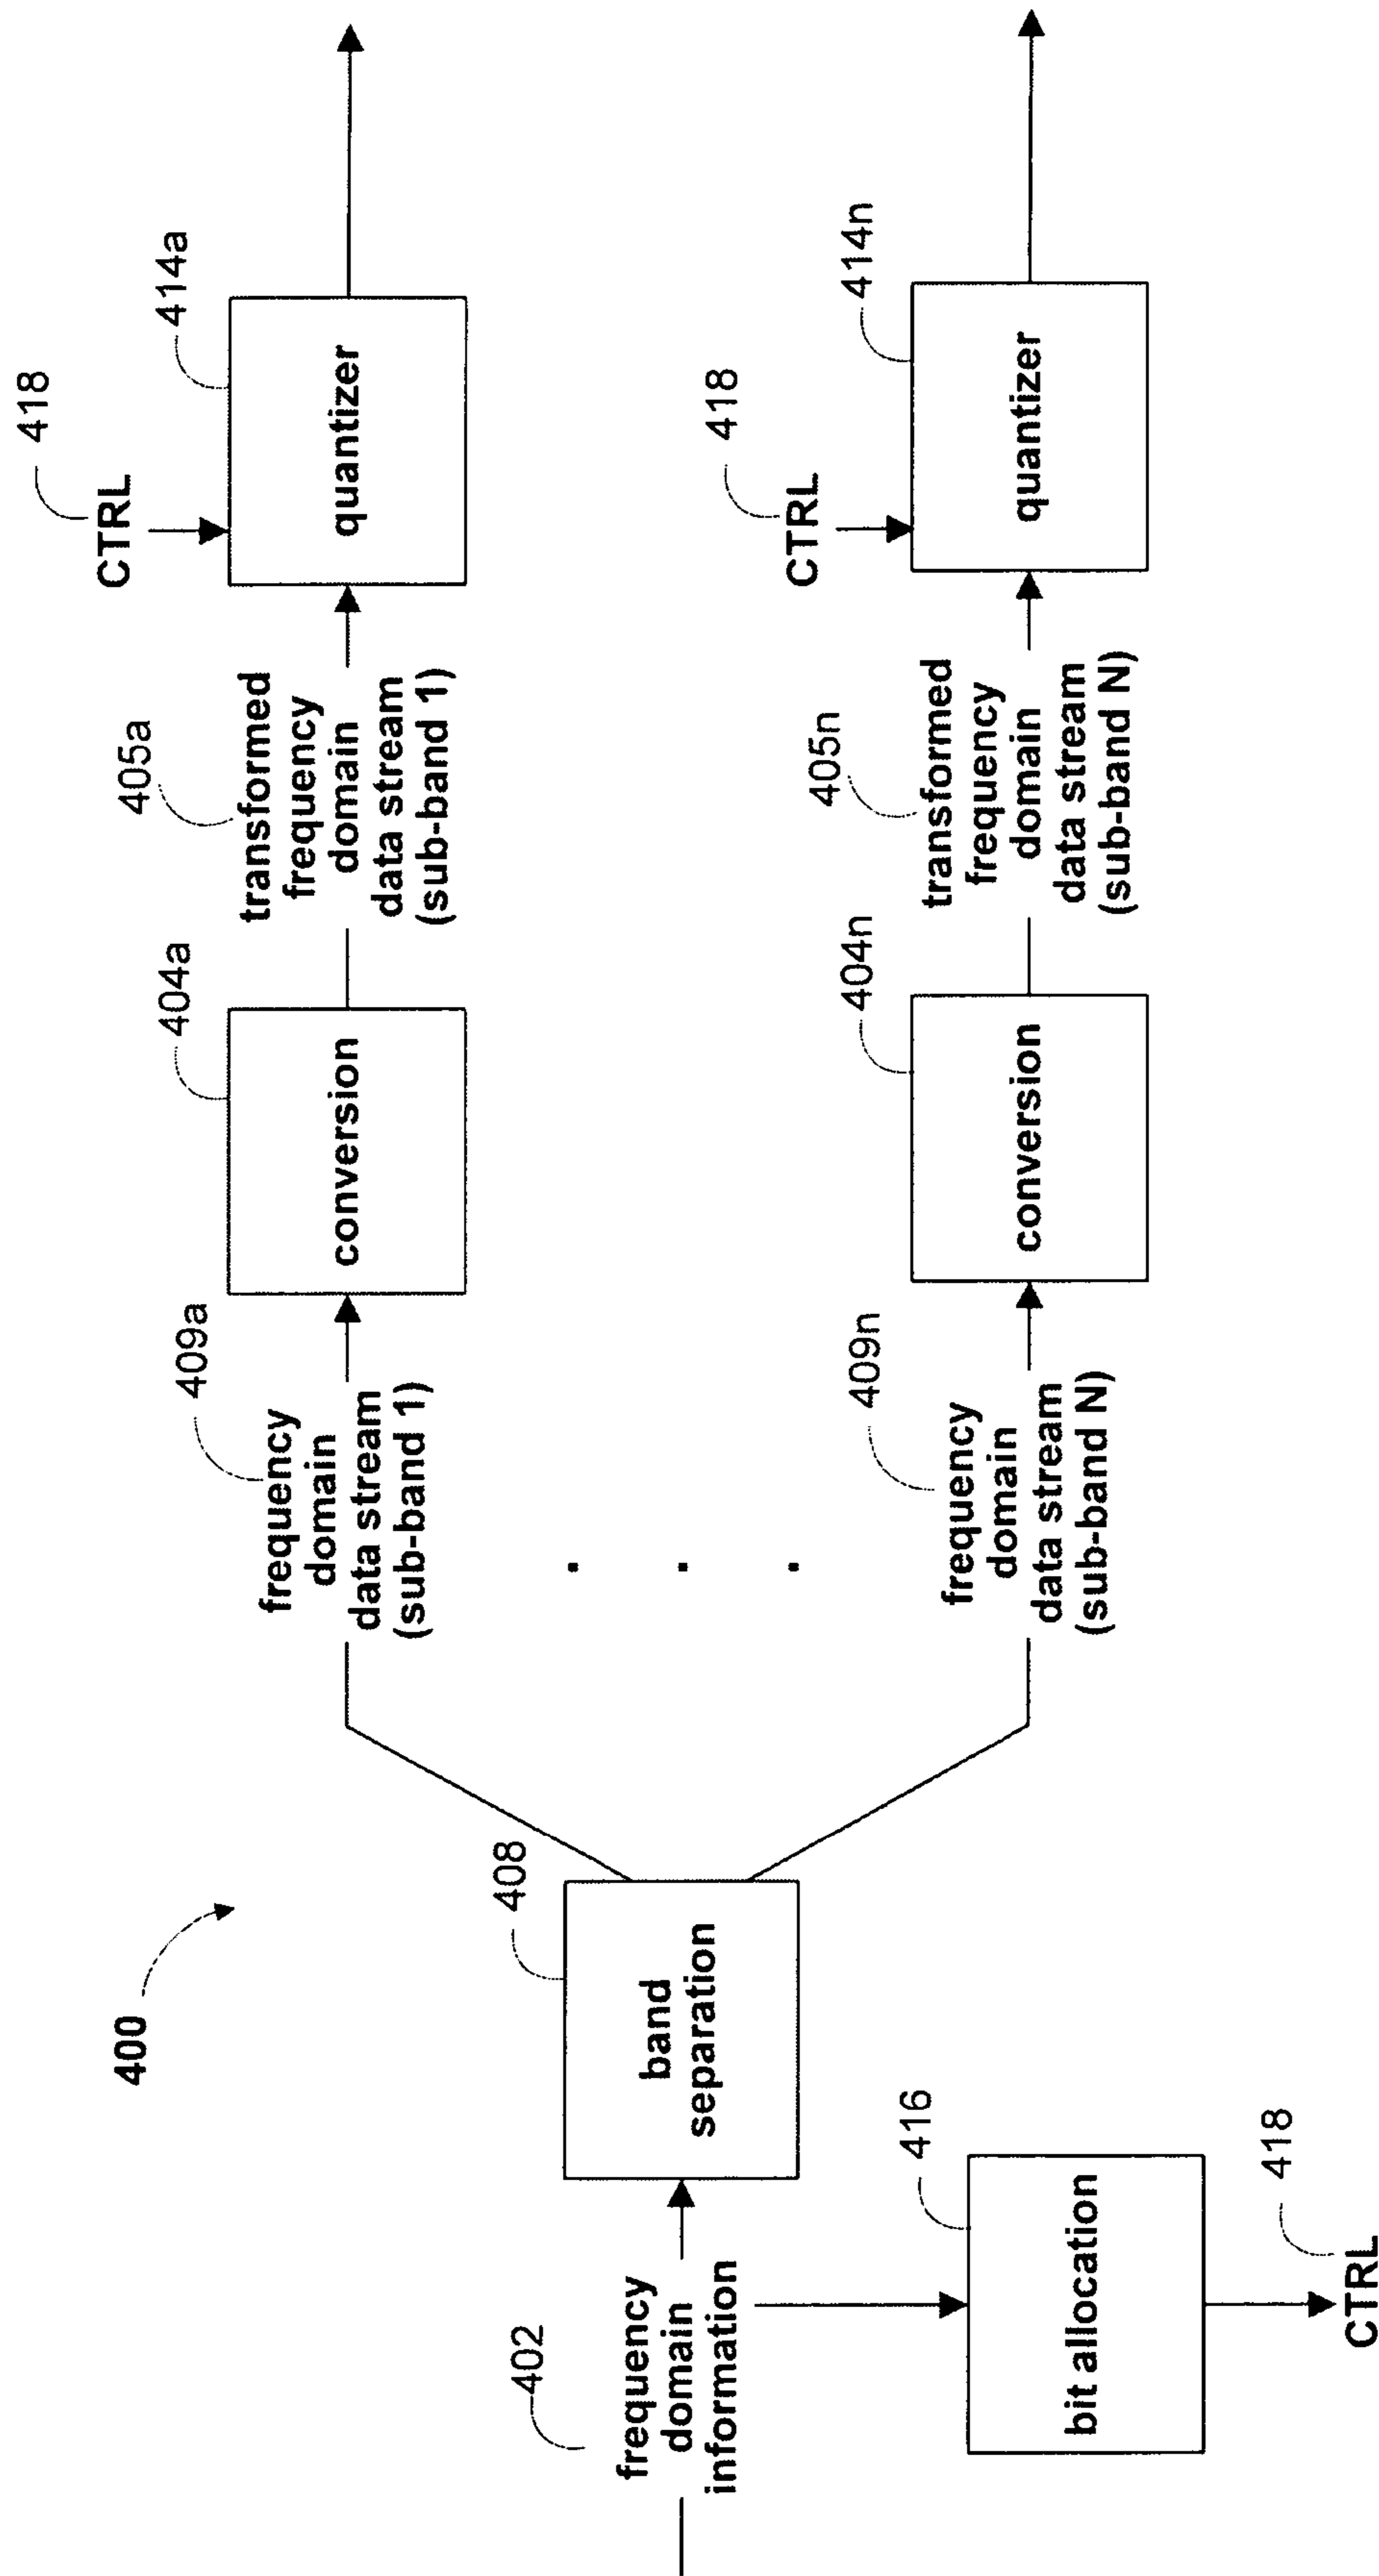 400
402
frequency
domain
information
408
band
separation
416
bit allocation
418
CTRL
409a
frequency
domain
data stream
(sub-band 1)
404a
conversion
405a
transformed
frequency
domain
data stream
(sub-band 1)
418
CTRL
414a
quantizer
. . .
409n
frequency
domain
data stream
(sub-band N)
404n
conversion
405n
transformed
frequency
domain
data stream
(sub-band N)
418
CTRL
414n
quantizer